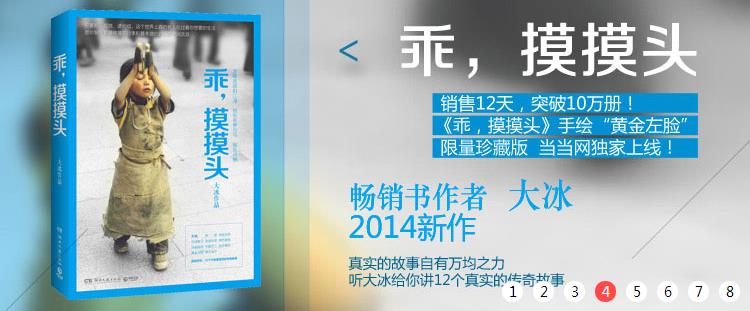 乖，摸摸头
大冰作品
乖，摸摸头
大冰作品
<
乖，摸摸头
销售12天，突破10万册！
《乖，摸摸头》手绘“黄金左脸”
限量珍藏版 当当网独家上线！
畅销书作者 大冰
2014新作
真实的故事自有万均之力
听大冰给你讲12个真实的传奇故事
1 2 3 4 5 6 7 8